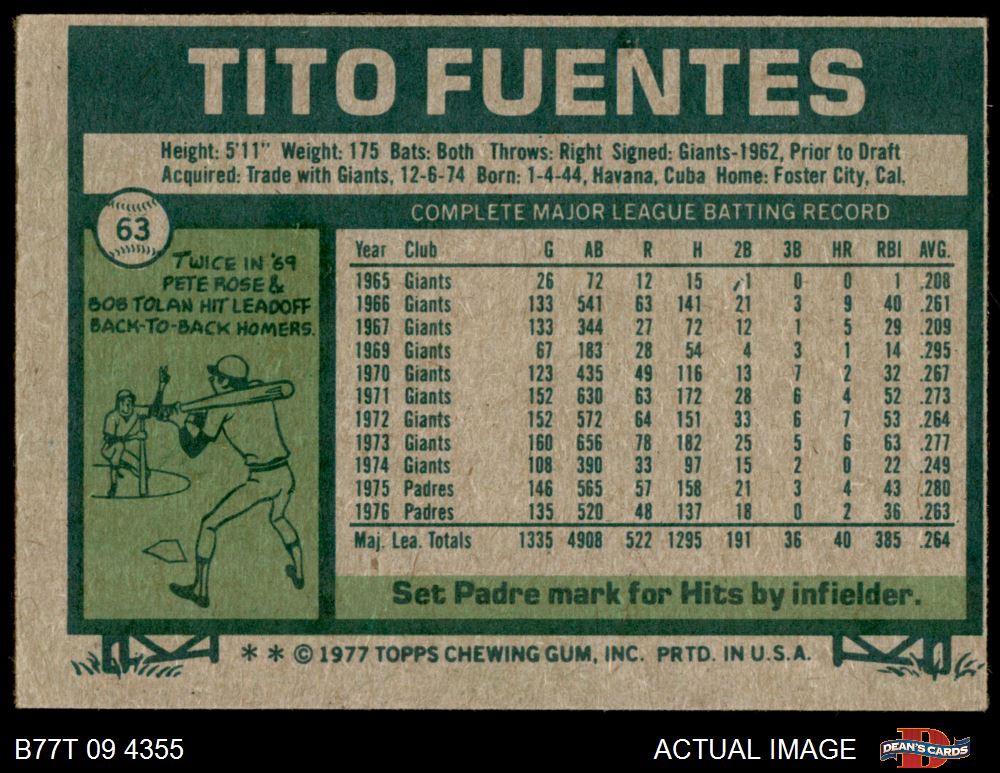 TITO FUENTES
Height: 5'11" Weight: 175 Bats: Both Throws: Right Signed: Giants-1962, Prior to Draft
Acquired: Trade with Giants, 12-6-74 Born: 1-4-44, Havana, Cuba Home: Foster City, Cal.
63
TWICE IN '69
PETE ROSE &
BOB TOLAN HIT LEADOFF
BACK-TO-BACK HOMERS.
COMPLETE MAJOR LEAGUE BATTING RECORD
Year Club G AB R H 2B 3B HR RBI AVG.
1965 Giants 26 72 12 15 1 0 0 1 .208
1966 Giants 133 541 63 141 21 3 9 40 .261
1967 Giants 133 344 27 72 12 1 5 29 .209
1969 Giants 67 183 28 54 4 3 1 14 .295
1970 Giants 123 435 49 116 13 7 2 32 .267
1971 Giants 152 630 63 172 28 6 4 52 .273
1972 Giants 152 572 64 151 33 6 7 53 .264
1973 Giants 160 656 78 182 25 5 6 63 .277
1974 Giants 108 390 33 97 15 2 0 22 .249
1975 Padres 146 565 57 158 21 3 4 43 .280
1976 Padres 135 520 48 137 18 0 2 36 .263
Maj. Lea. Totals 1335 4908 522 1295 191 36 40 385 .264
Set Padre mark for Hits by infielder.
* * © 1977 TOPPS CHEWING GUM, INC. PRTD. IN U.S.A.
B77T 09 4355
ACTUAL IMAGE
D
DEAN'S CARDS